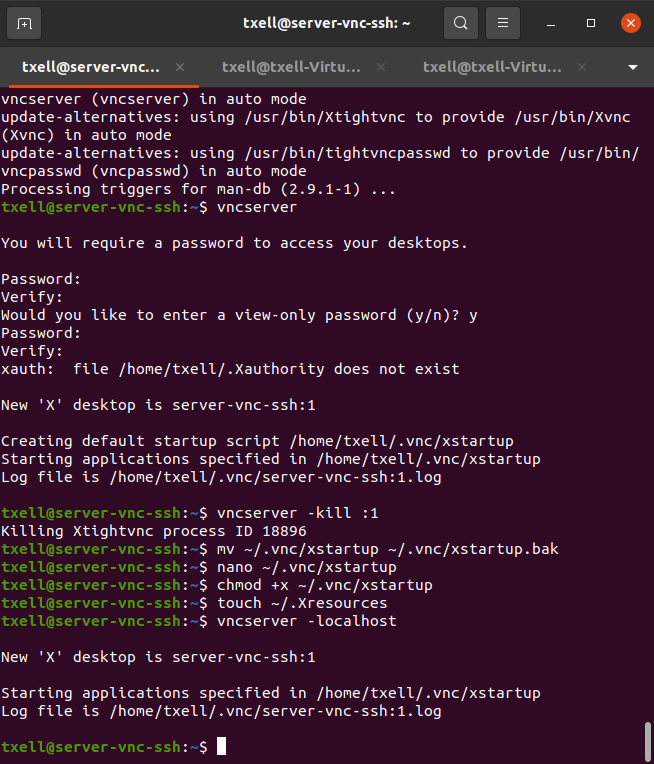 txell@server-vnc-ssh: ~
txell@server-vnc...
txell@txell-Virtu...
txell@txell-Virtu...
vncserver (vncserver) in auto mode
update-alternatives: using /usr/bin/Xtightvnc to provide /usr/bin/Xvnc
(Xvnc) in auto mode
update-alternatives: using /usr/bin/tightvncpasswd to provide /usr/bin/
vncpasswd (vncpasswd) in auto mode
Processing triggers for man-db (2.9.1-1) ...
txell@server-vnc-ssh:~$ vncserver
You will require a password to access your desktops.
Password:
Verify:
Would you like to enter a view-only password (y/n)? y
Password:
Verify:
xauth:  file /home/txell/.Xauthority does not exist
New 'X' desktop is server-vnc-ssh:1
Creating default startup script /home/txell/.vnc/xstartup
Starting applications specified in /home/txell/.vnc/xstartup
Log file is /home/txell/.vnc/server-vnc-ssh:1.log
txell@server-vnc-ssh:~$ vncserver -kill :1
Killing Xtightvnc process ID 18896
txell@server-vnc-ssh:~$ mv ~/.vnc/xstartup ~/.vnc/xstartup.bak
txell@server-vnc-ssh:~$ nano ~/.vnc/xstartup
txell@server-vnc-ssh:~$ chmod +x ~/.vnc/xstartup
txell@server-vnc-ssh:~$ touch ~/.Xresources
txell@server-vnc-ssh:~$ vncserver -localhost
New 'X' desktop is server-vnc-ssh:1
Starting applications specified in /home/txell/.vnc/xstartup
Log file is /home/txell/.vnc/server-vnc-ssh:1.log
txell@server-vnc-ssh:~$